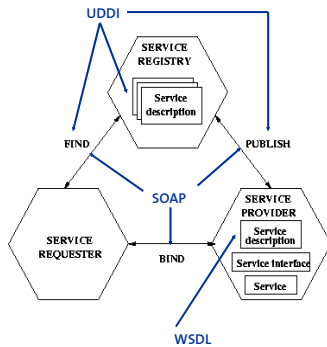 UDDI
SERVICE
REGISTRY
Service
description
FIND
PUBLISH
SOAP
SERVICE
REQUESTER
BIND
SERVICE
PROVIDER
Service
description
Service interface
Service
WSDL